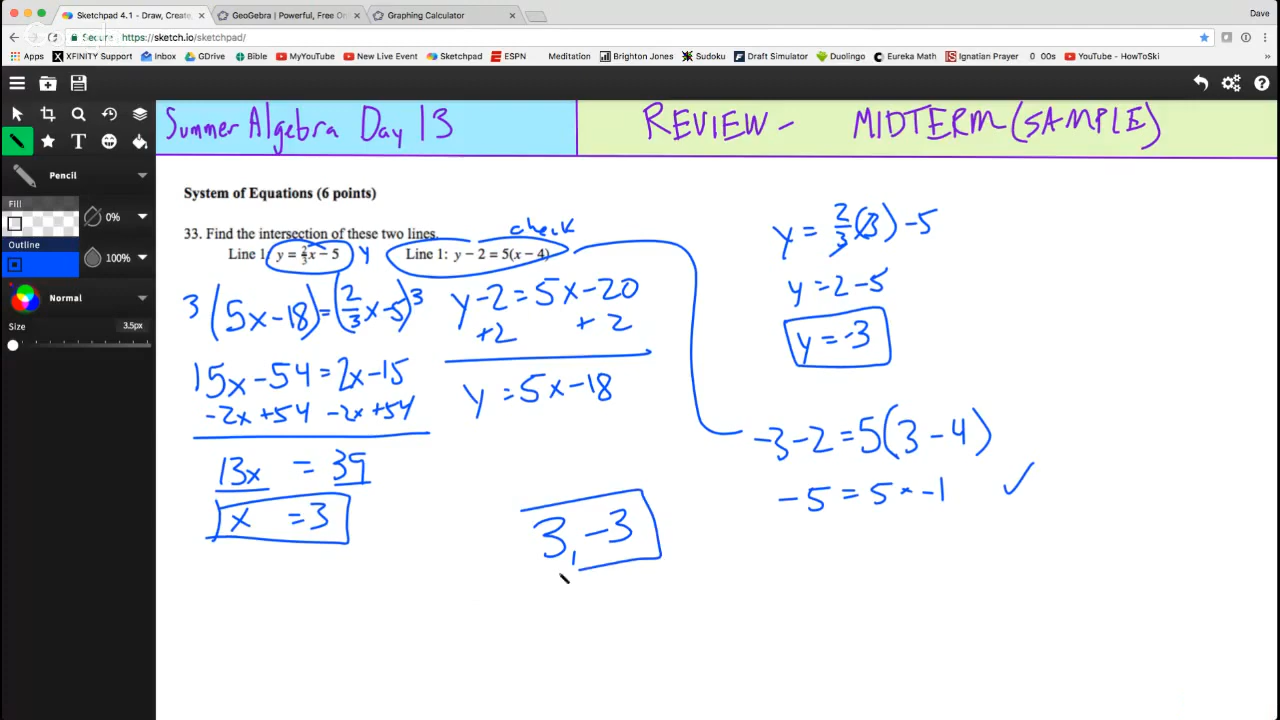 Sketchpad 4.1 - Draw, Create,
GeoGebra | Powerful, Free On
Graphing Calculator
Dave
Secure https://sketch.io/sketchpad/
Apps XFINITY Support Inbox GDrive Bible MyYouTube New Live Event Sketchpad ESPN Meditation Brighton Jones Sudoku Draft Simulator Duolingo Eureka Math Ignatian Prayer 0 00s YouTube - HowToSki
Summer Algebra Day 13
REVIEW - MIDTERM (SAMPLE)
Pencil
Fill
0%
Outline
100%
Normal
Size 3.5px
System of Equations (6 points)
33. Find the intersection of these two lines.
check
Line 1: y = 2/3x − 5 y Line 1: y − 2 = 5(x − 4)
3(5x-18)=(2/3x-5)3
15x-54=2x-15
-2x+54 -2x+54
13x = 39
x = 3
y-2=5x-20
+2 +2
y=5x-18
3,-3
y = 2/3(3)-5
y=2-5
y=-3
-3-2=5(3-4)
-5=5*-1 ✓